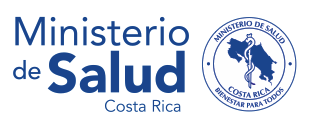 Ministerio
de Salud
Costa Rica
MINISTERIO DE SALUD
COSTA RICA
BIENESTAR PARA TODOS